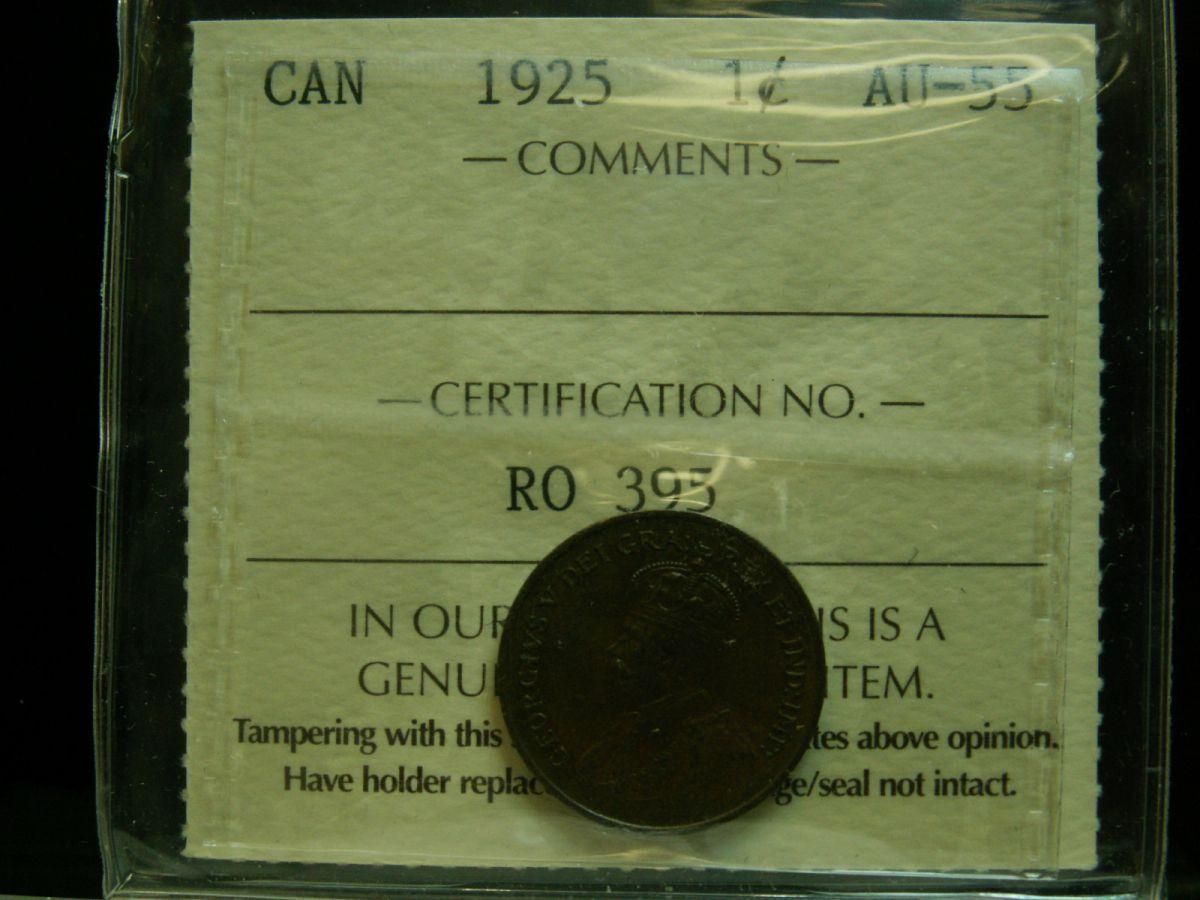 CAN 1925 1¢ AU-55
— COMMENTS —
— CERTIFICATION NO. —
RO 395
IN OUR IS IS A
GENU ITEM.
Tampering with this tes above opinion.
Have holder replac ge/seal not intact.
GEORGIVS V DEI GRA: REX ET IND:IMP: